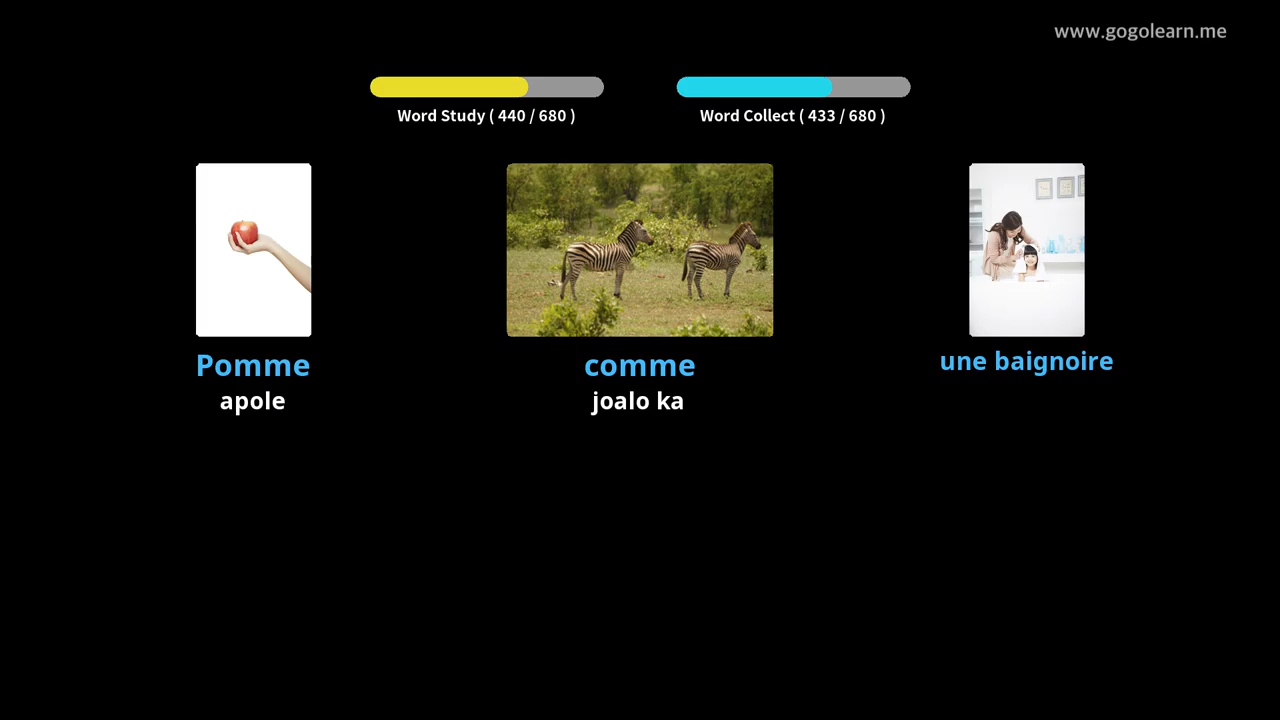 www.gogolearn.me
Word Study ( 440 / 680 )
Word Collect ( 433 / 680 )
Pomme
apole
comme
joalo ka
une baignoire